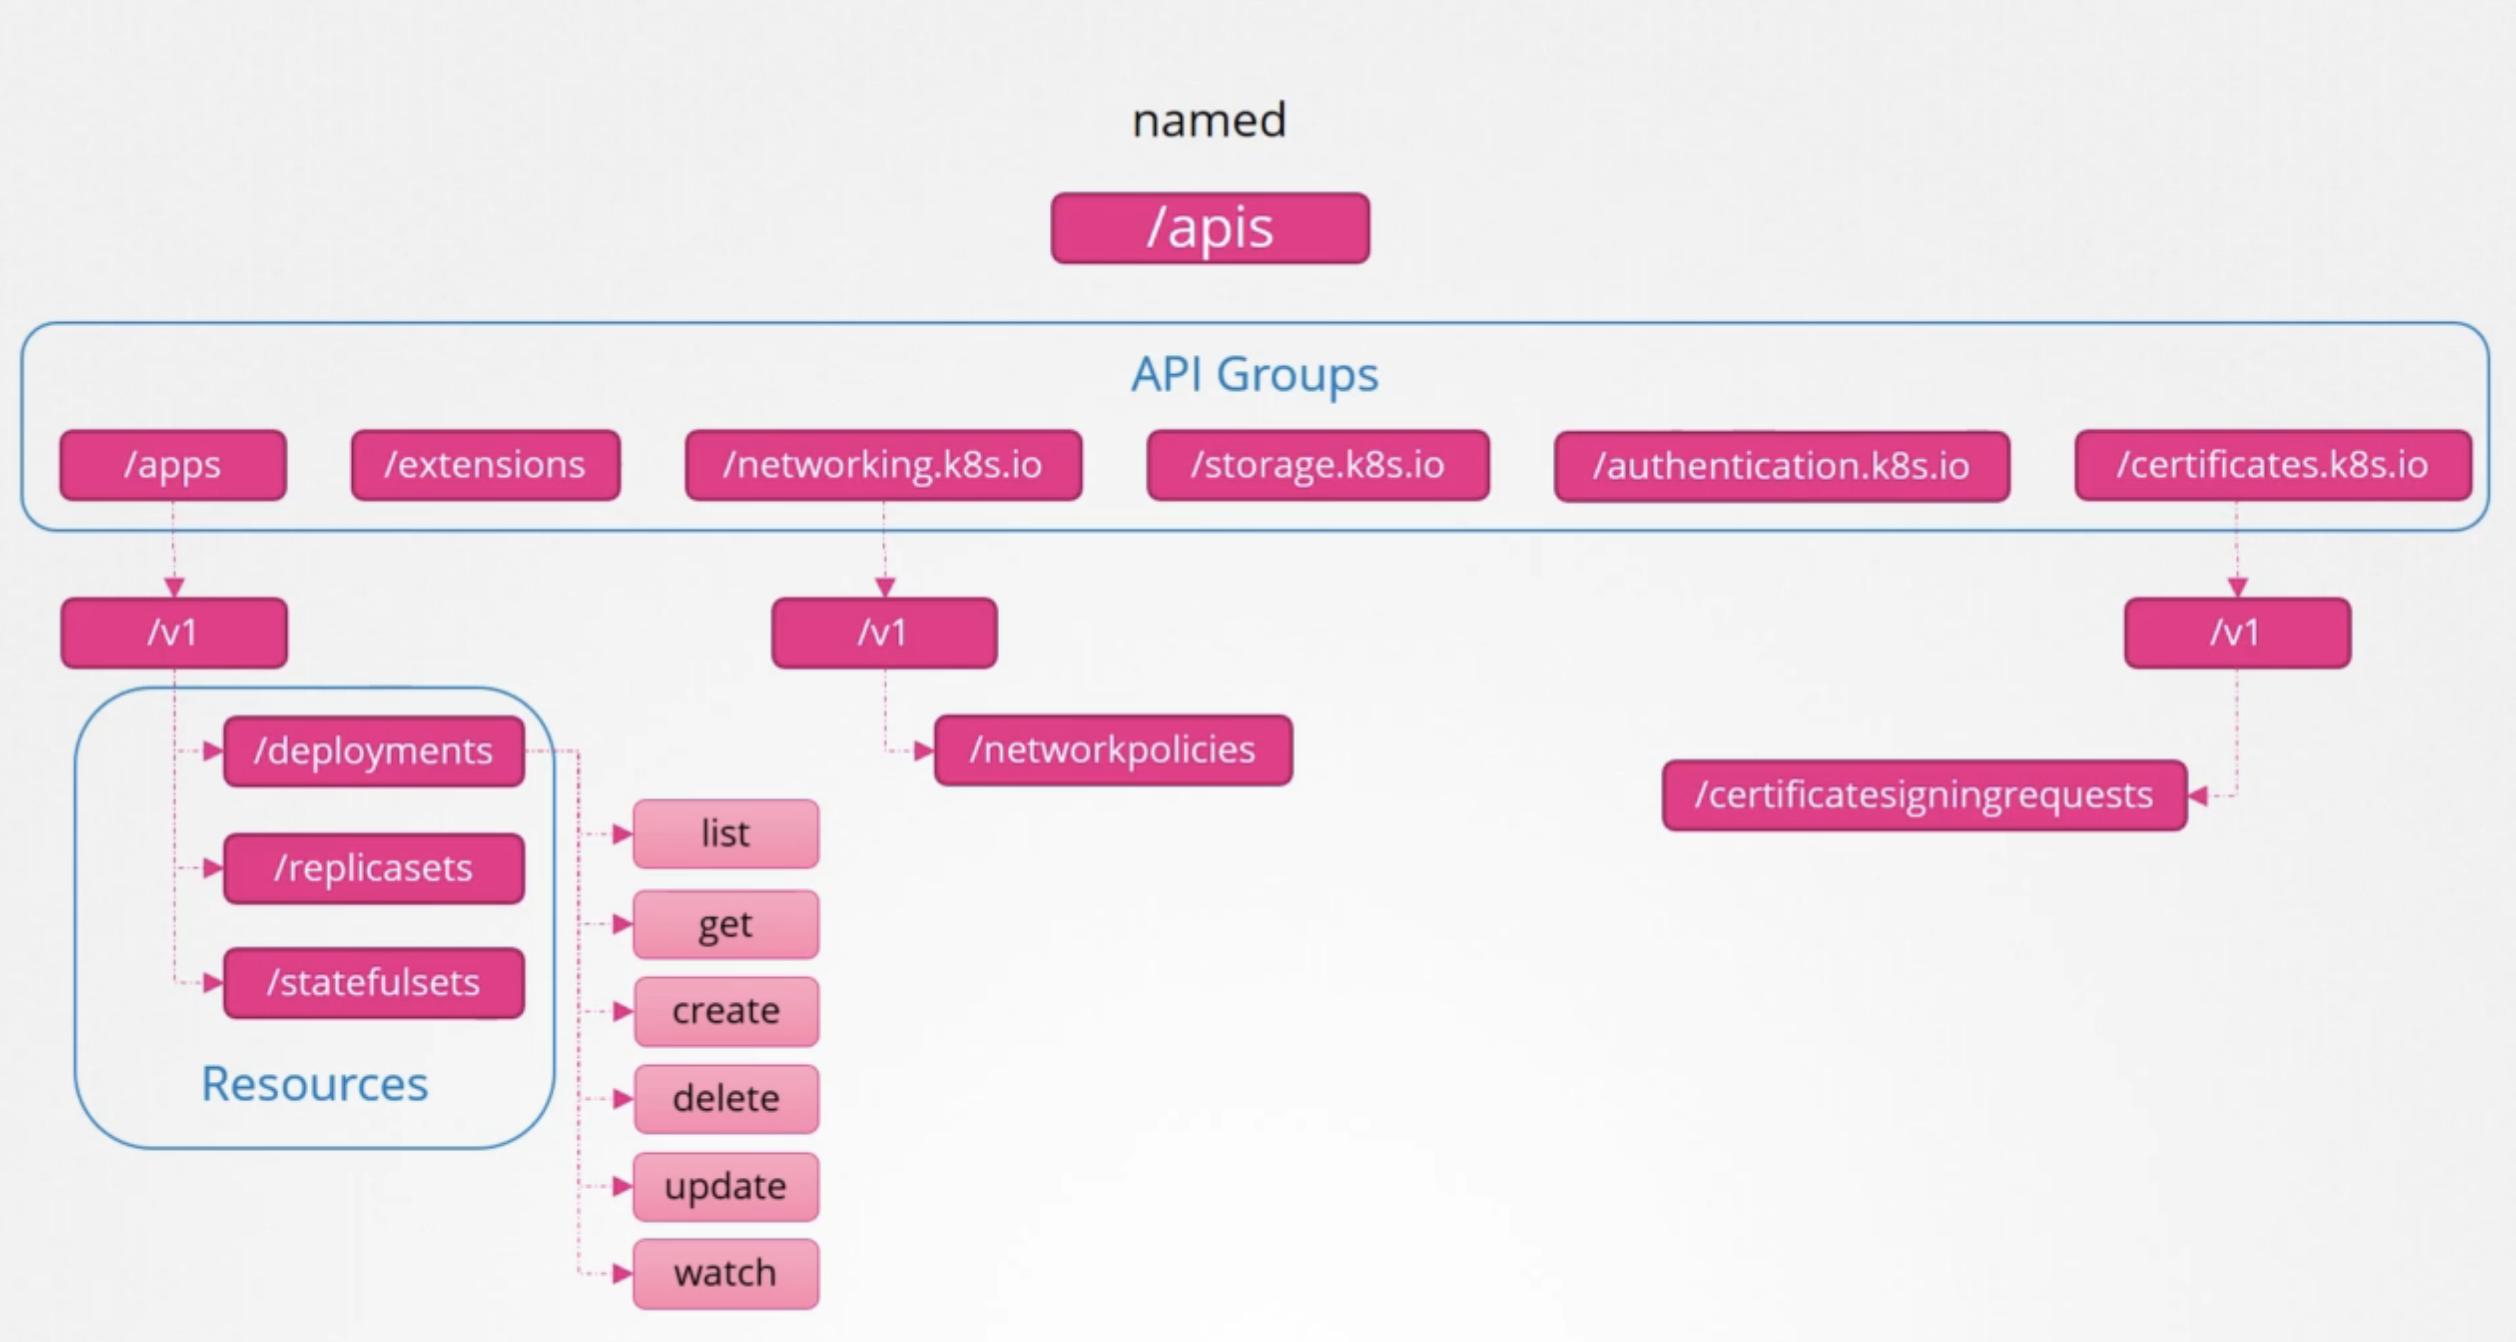 named
/apis
API Groups
/apps
/extensions
/networking.k8s.io
/storage.k8s.io
/authentication.k8s.io
/certificates.k8s.io
/v1
/v1
/v1
/deployments
/replicasets
/statefulsets
Resources
list
get
create
delete
update
watch
/networkpolicies
/certificatesigningrequests